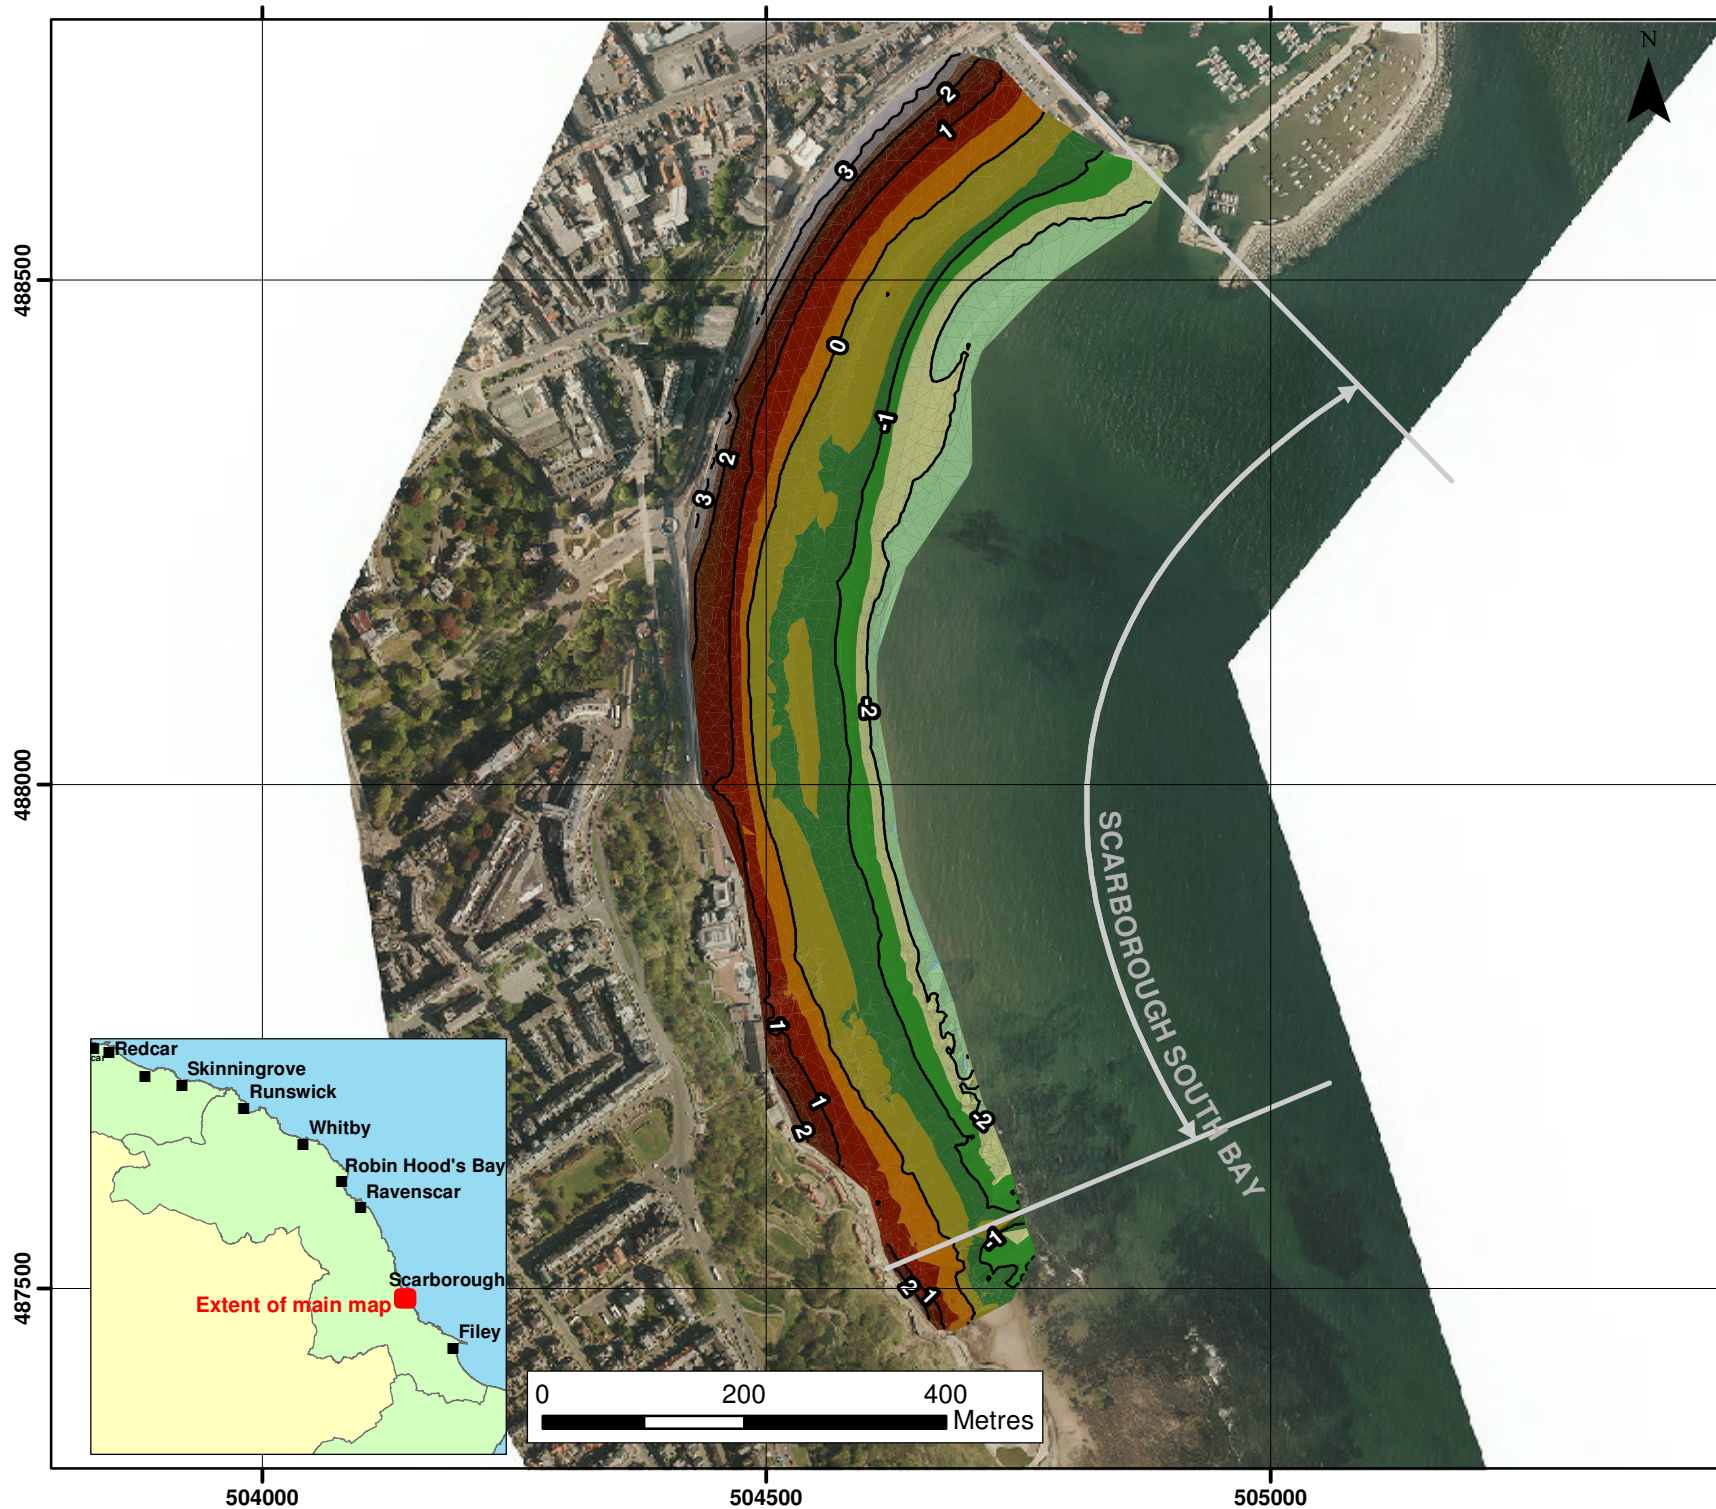 N
2
1
3
488500
0
-1
2
3
-2
488000
SCARBOROUGH SOUTH BAY
1
1
2
-2
-1
2
1
487500
Redcar
Skinningrove
Runswick
Whitby
Robin Hood's Bay
Ravenscar
Scarborough
Extent of main map
Filey
0 200 400
Metres
504000 504500 505000